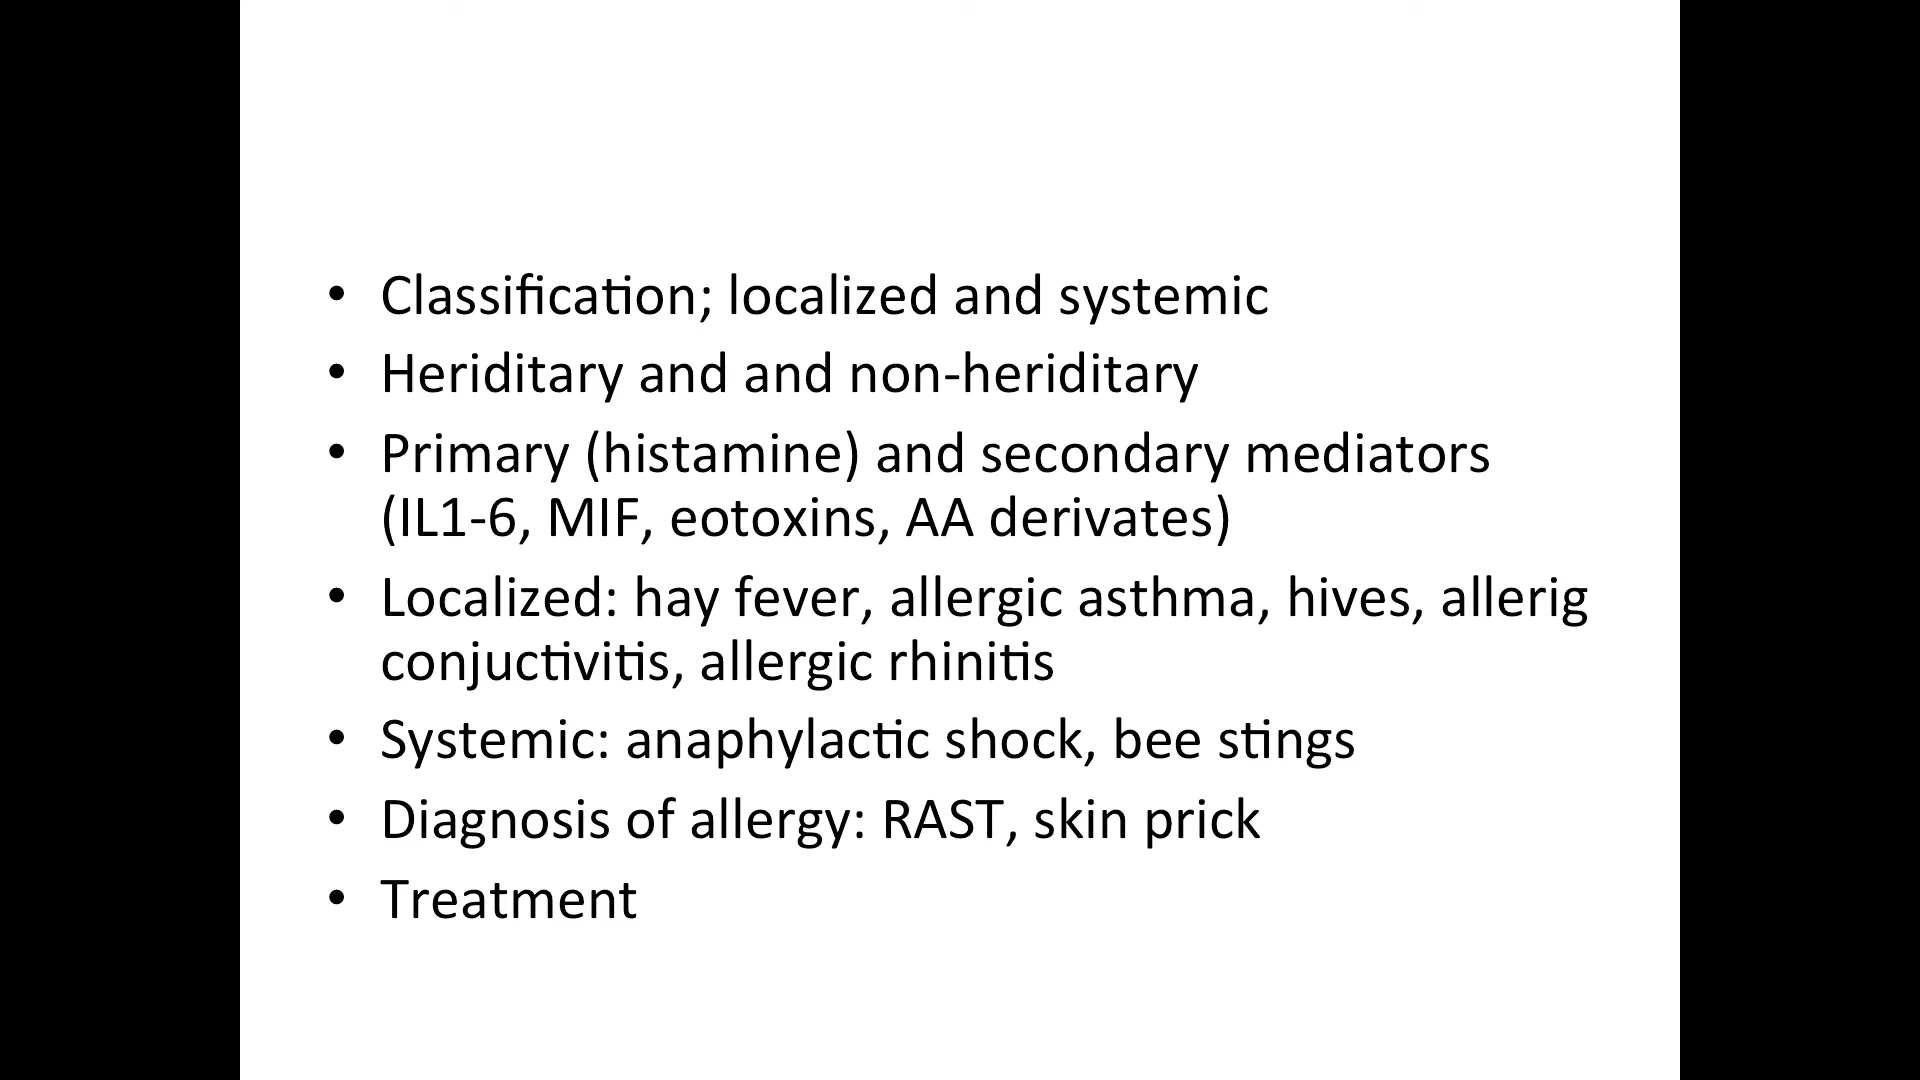 • Classification; localized and systemic
• Heriditary and and non-heriditary
• Primary (histamine) and secondary mediators
(IL1-6, MIF, eotoxins, AA derivates)
• Localized: hay fever, allergic asthma, hives, allerig
conjuctivitis, allergic rhinitis
• Systemic: anaphylactic shock, bee stings
• Diagnosis of allergy: RAST, skin prick
• Treatment